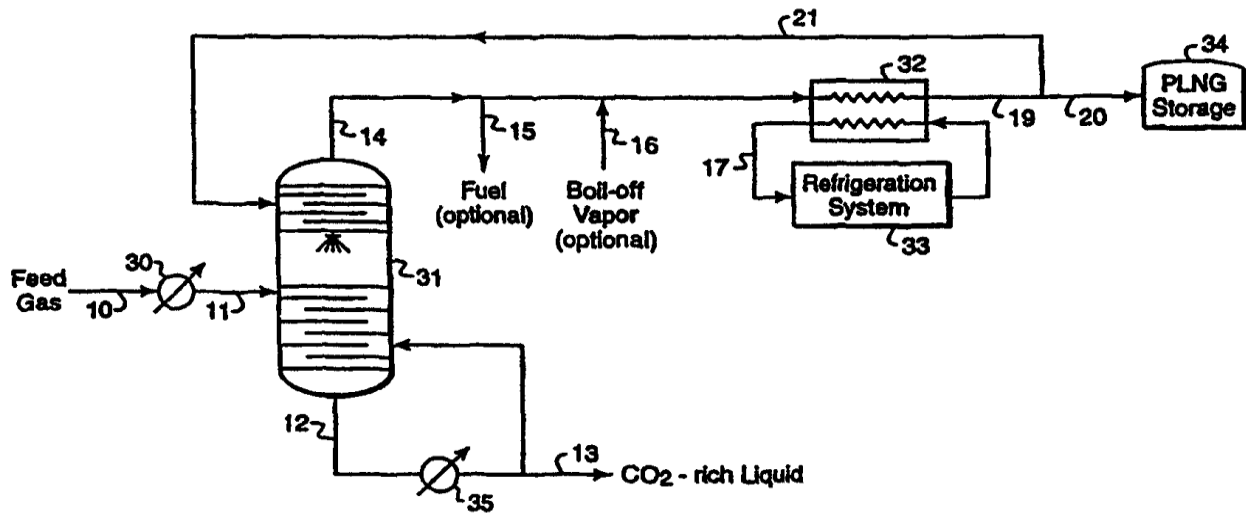 21
34
32
PLNG
Storage
14
15
16
19
20
17
Fuel
(optional)
Boil-off
Vapor
(optional)
Refrigeration
System
33
30
31
Feed
Gas
10
11
12
13
CO2 - rich Liquid
35